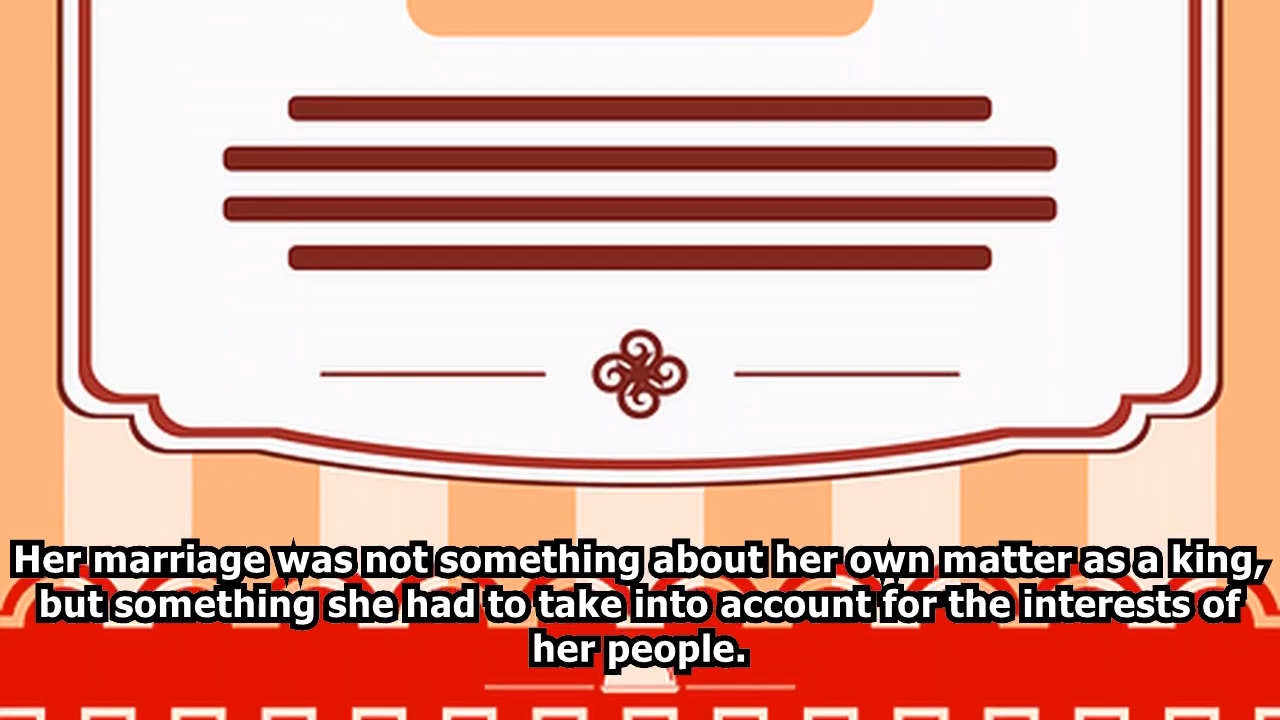 Her marriage was not something about her own matter as a king,
but something she had to take into account for the interests of
her people.